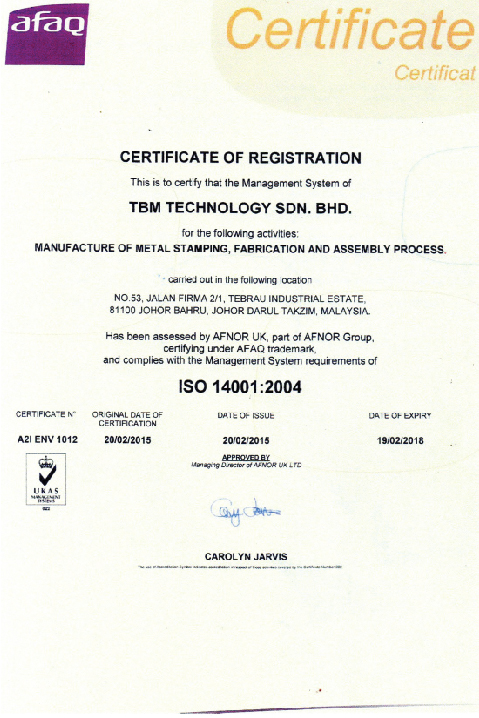 afaq
Certificate
Certificat
CERTIFICATE OF REGISTRATION
This is to certify that the Management System of
TBM TECHNOLOGY SDN. BHD.
for the following activities:
MANUFACTURE OF METAL STAMPING, FABRICATION AND ASSEMBLY PROCESS.
carried out in the following location
NO.53, JALAN FIRMA 2/1, TEBRAU INDUSTRIAL ESTATE,
81100 JOHOR BAHRU, JOHOR DARUL TAKZIM, MALAYSIA.
Has been assessed by AFNOR UK, part of AFNOR Group,
certifying under AFAQ trademark,
and complies with the Management System requirements of
ISO 14001:2004
CERTIFICATE N° ORIGINAL DATE OF CERTIFICATION DATE OF ISSUE DATE OF EXPIRY
A2I ENV 1012 20/02/2015 20/02/2015 19/02/2018
APPROVED BY
Managing Director of AFNOR UK LTD
UKAS
MANAGEMENT
SYSTEMS
CAROLYN JARVIS